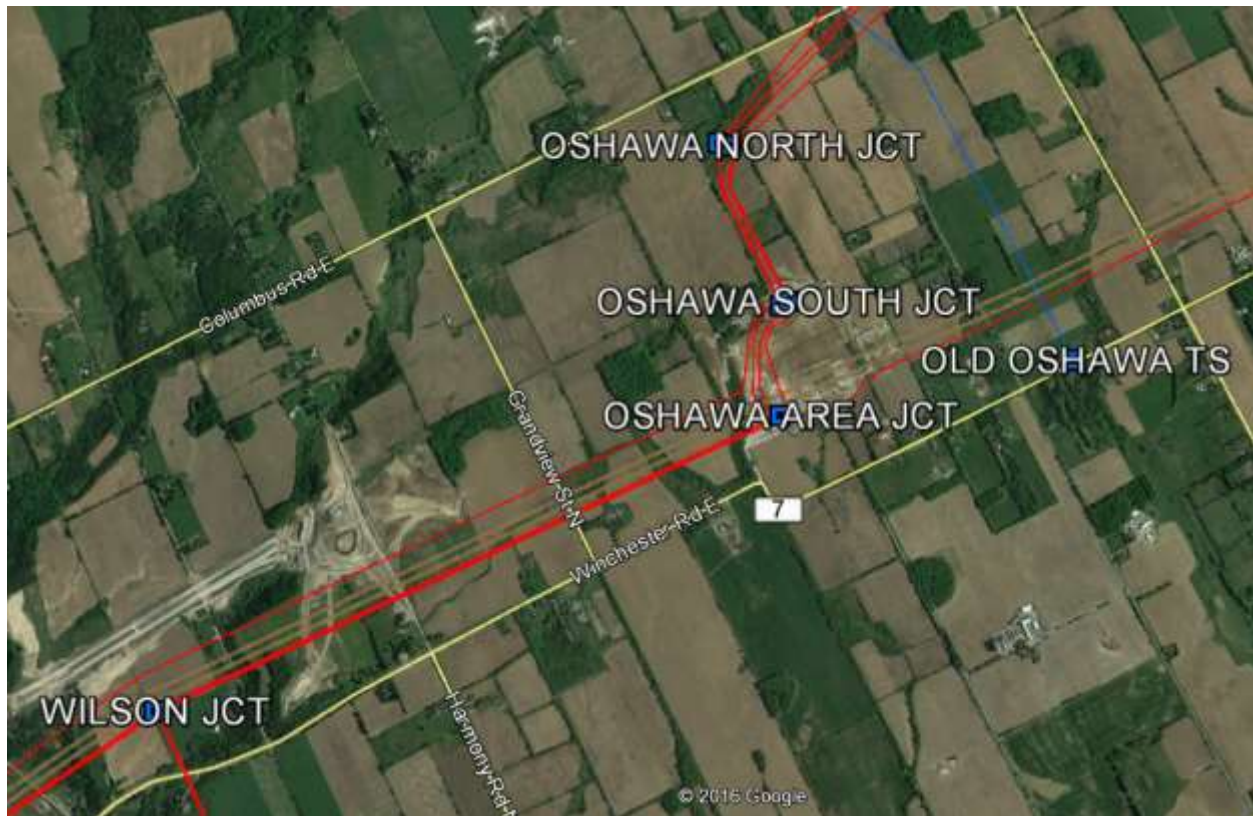 OSHAWA NORTH JCT
Columbus Rd E
OSHAWA SOUTH JCT
OLD OSHAWA TS
OSHAWA AREA JCT
Grandview St N
7
Winchester Rd E
WILSON JCT
Harmony Rd N
© 2016 Google